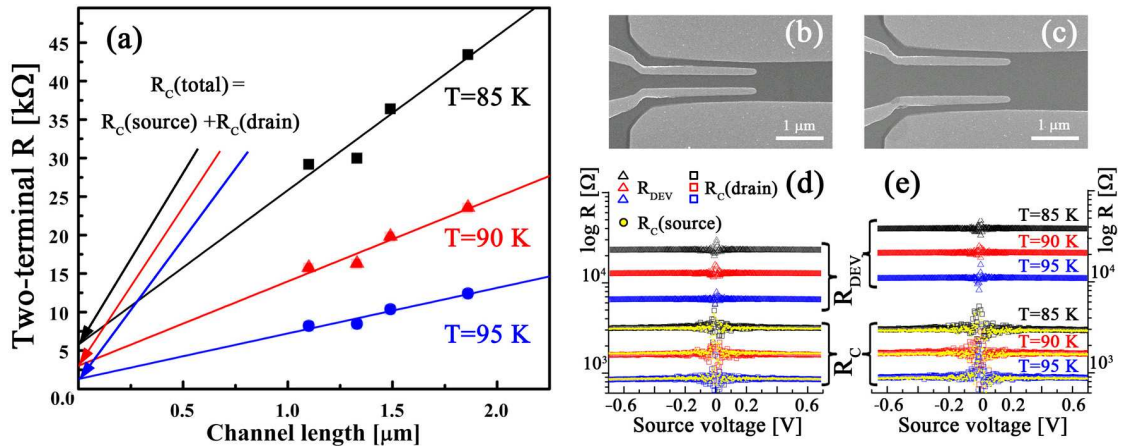 (a)
Two-terminal R [kΩ]
45
40
35
30
25
20
15
10
5
0.0
0.5
1.0
1.5
2.0
Channel length [μm]
R_C(total) =
R_C(source) +R_C(drain)
T=85 K
T=90 K
T=95 K
(b)
1 μm
(c)
1 μm
log R [Ω]
R_DEV
R_C(drain)
(d)
R_C(source)
10^4
10^3
R_DEV
R_C
-0.6
-0.2
0
0.2
0.6
Source voltage [V]
(e)
log R [Ω]
T=85 K
T=90 K
T=95 K
10^4
R_DEV
T=85 K
T=90 K
T=95 K
10^3
R_C
-0.6
-0.2
0
0.2
0.6
Source voltage [V]